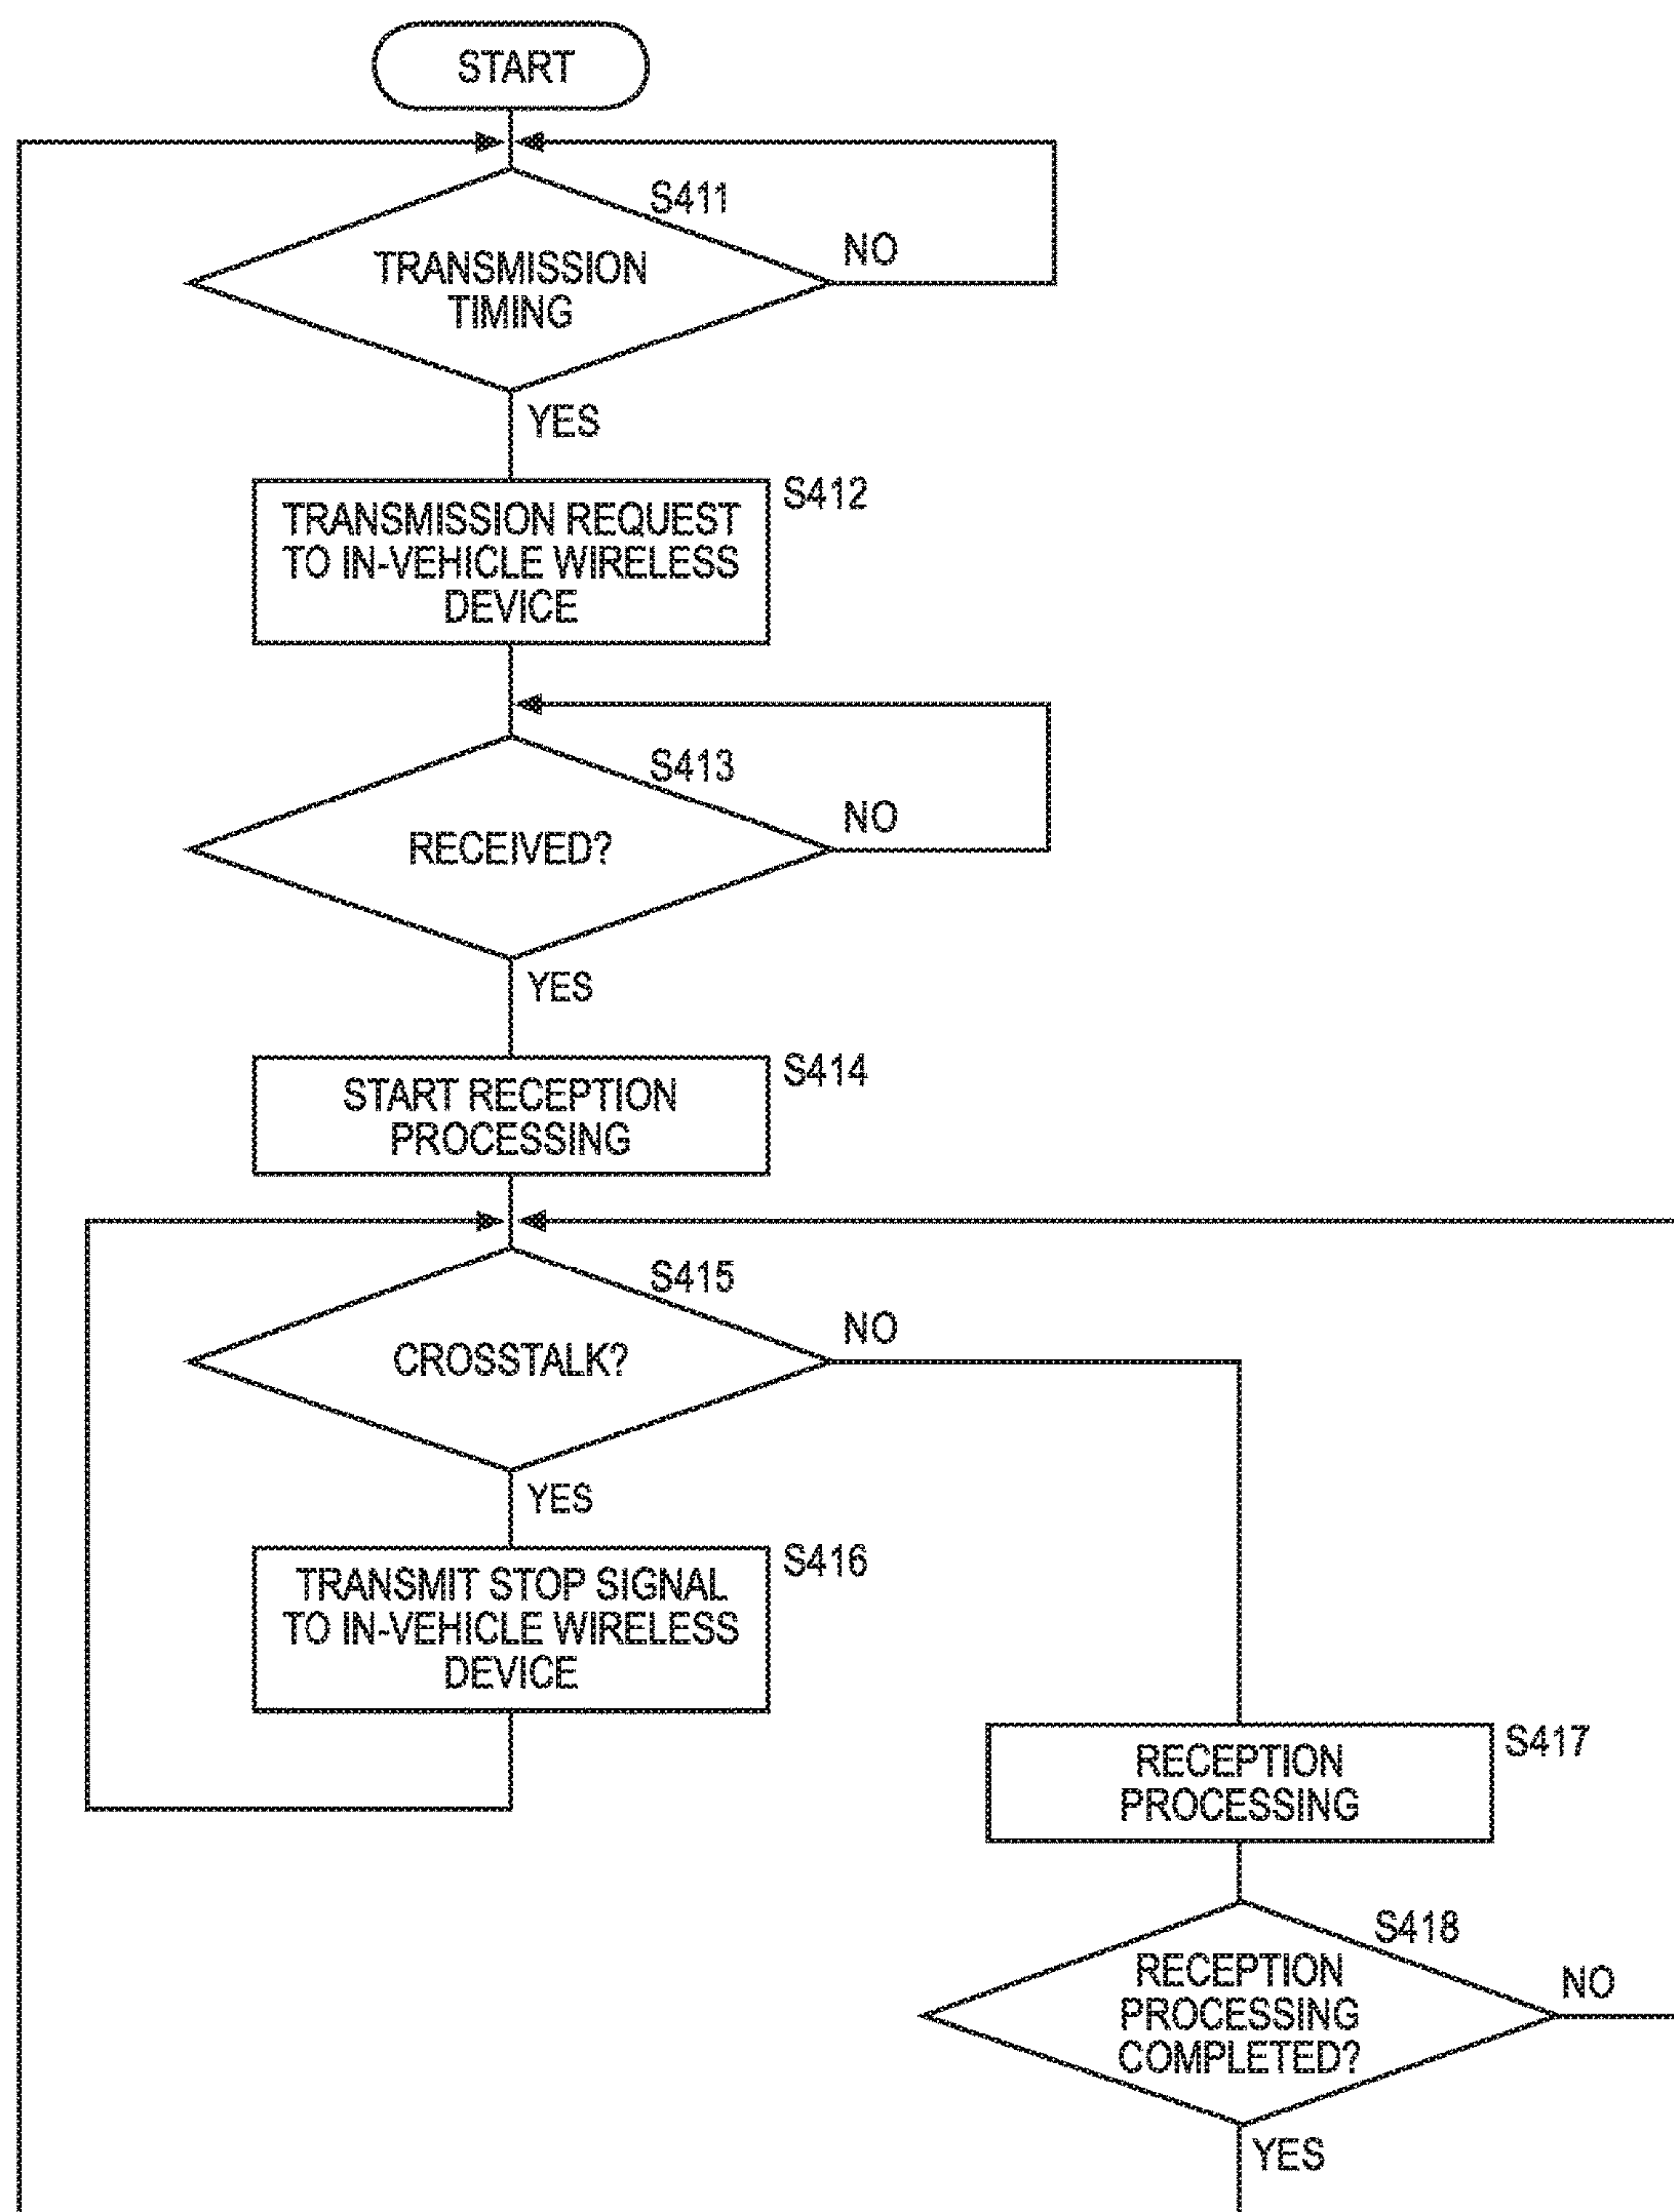 START
S411
TRANSMISSION
TIMING
NO
YES
S412
TRANSMISSION REQUEST
TO IN-VEHICLE WIRELESS
DEVICE
S413
RECEIVED?
NO
YES
S414
START RECEPTION
PROCESSING
S415
CROSSTALK?
NO
YES
S416
TRANSMIT STOP SIGNAL
TO IN-VEHICLE WIRELESS
DEVICE
S417
RECEPTION
PROCESSING
S418
RECEPTION
PROCESSING
COMPLETED?
NO
YES